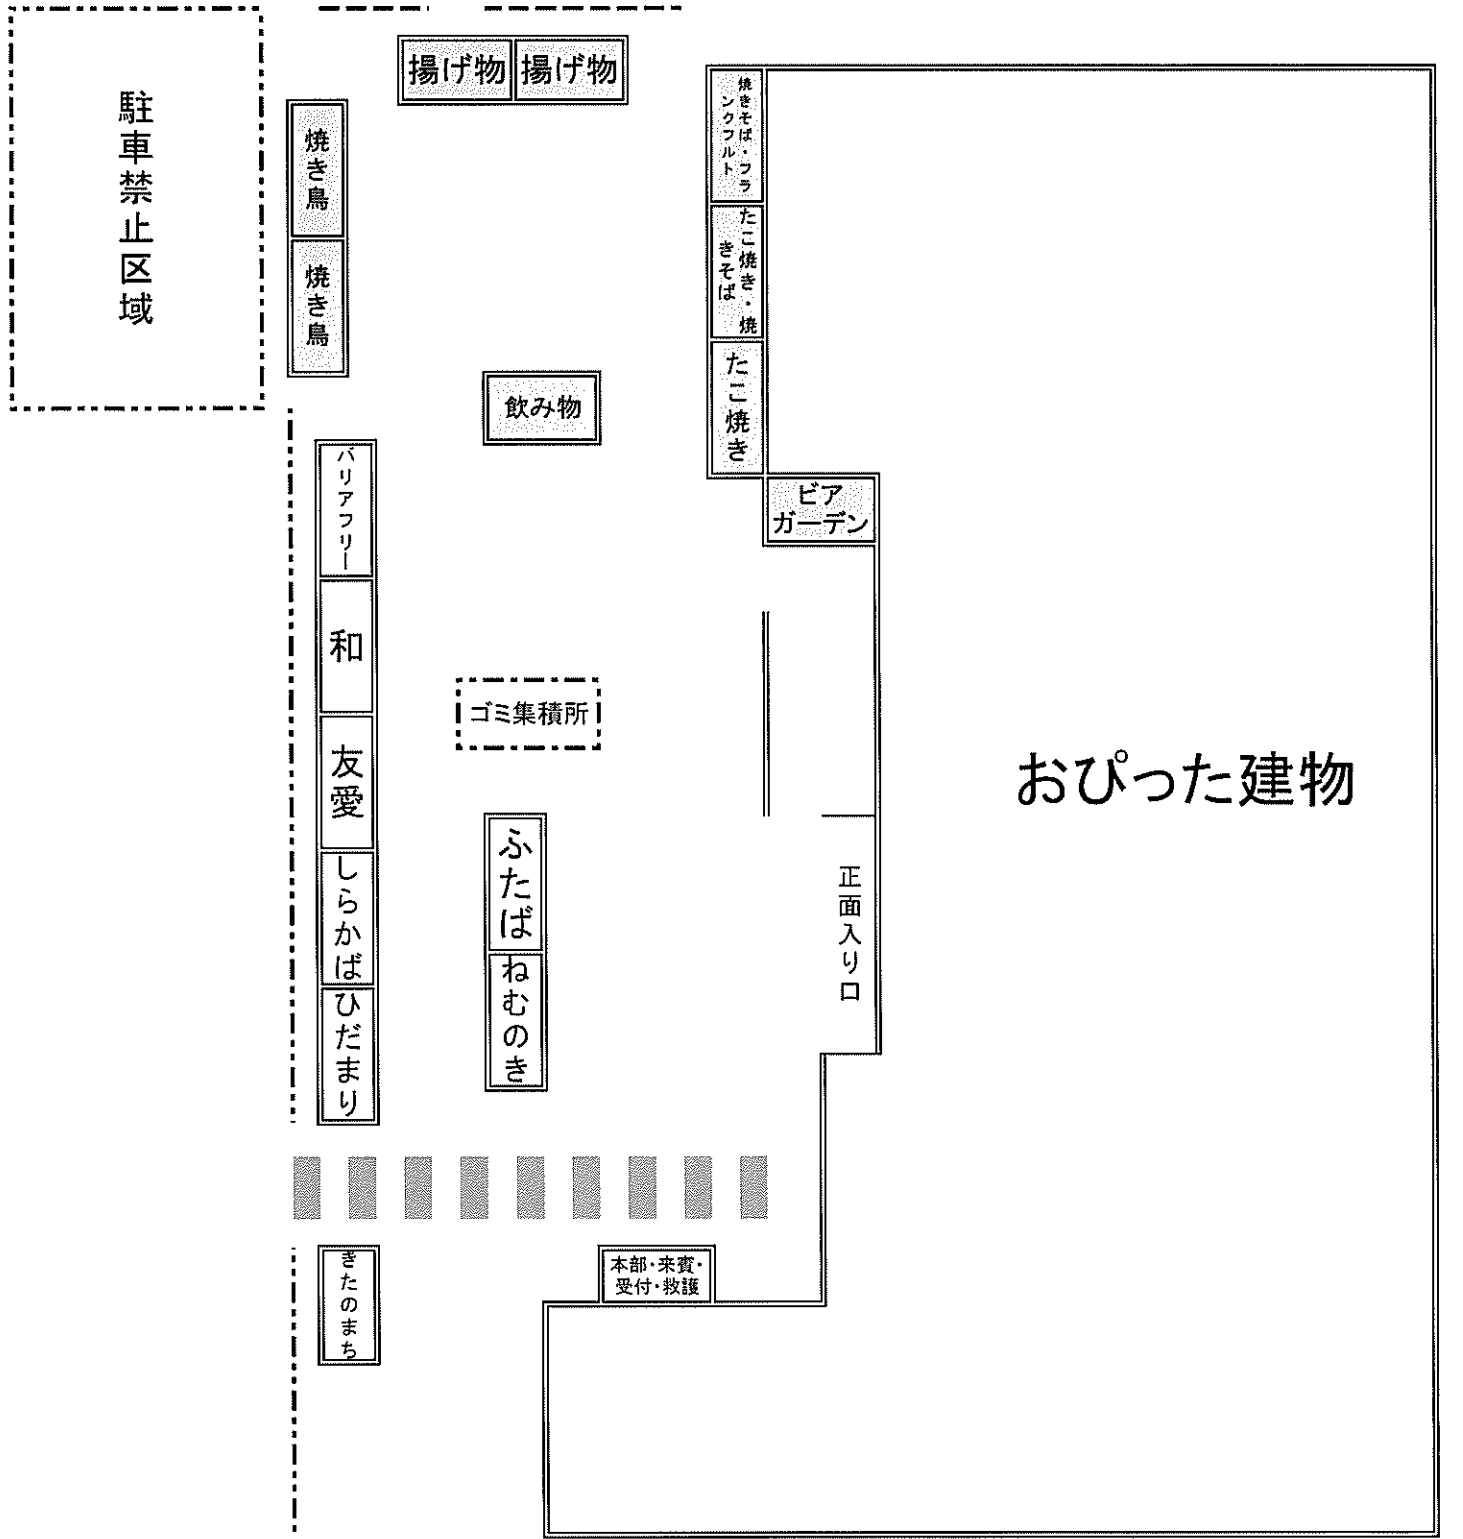 駐車禁止区域
揚げ物
揚げ物
焼き鳥
焼き鳥
焼きそば・フラ
ンクフルト
たこ焼き・焼
きそば
たこ焼き
飲み物
ビア
ガーデン
バリアフリー
和
友愛
しらかば
ひだまり
ゴミ集積所
ふたば
ねむのき
正面入り口
おぴった建物
きたのまち
本部・来賓・
受付・救護